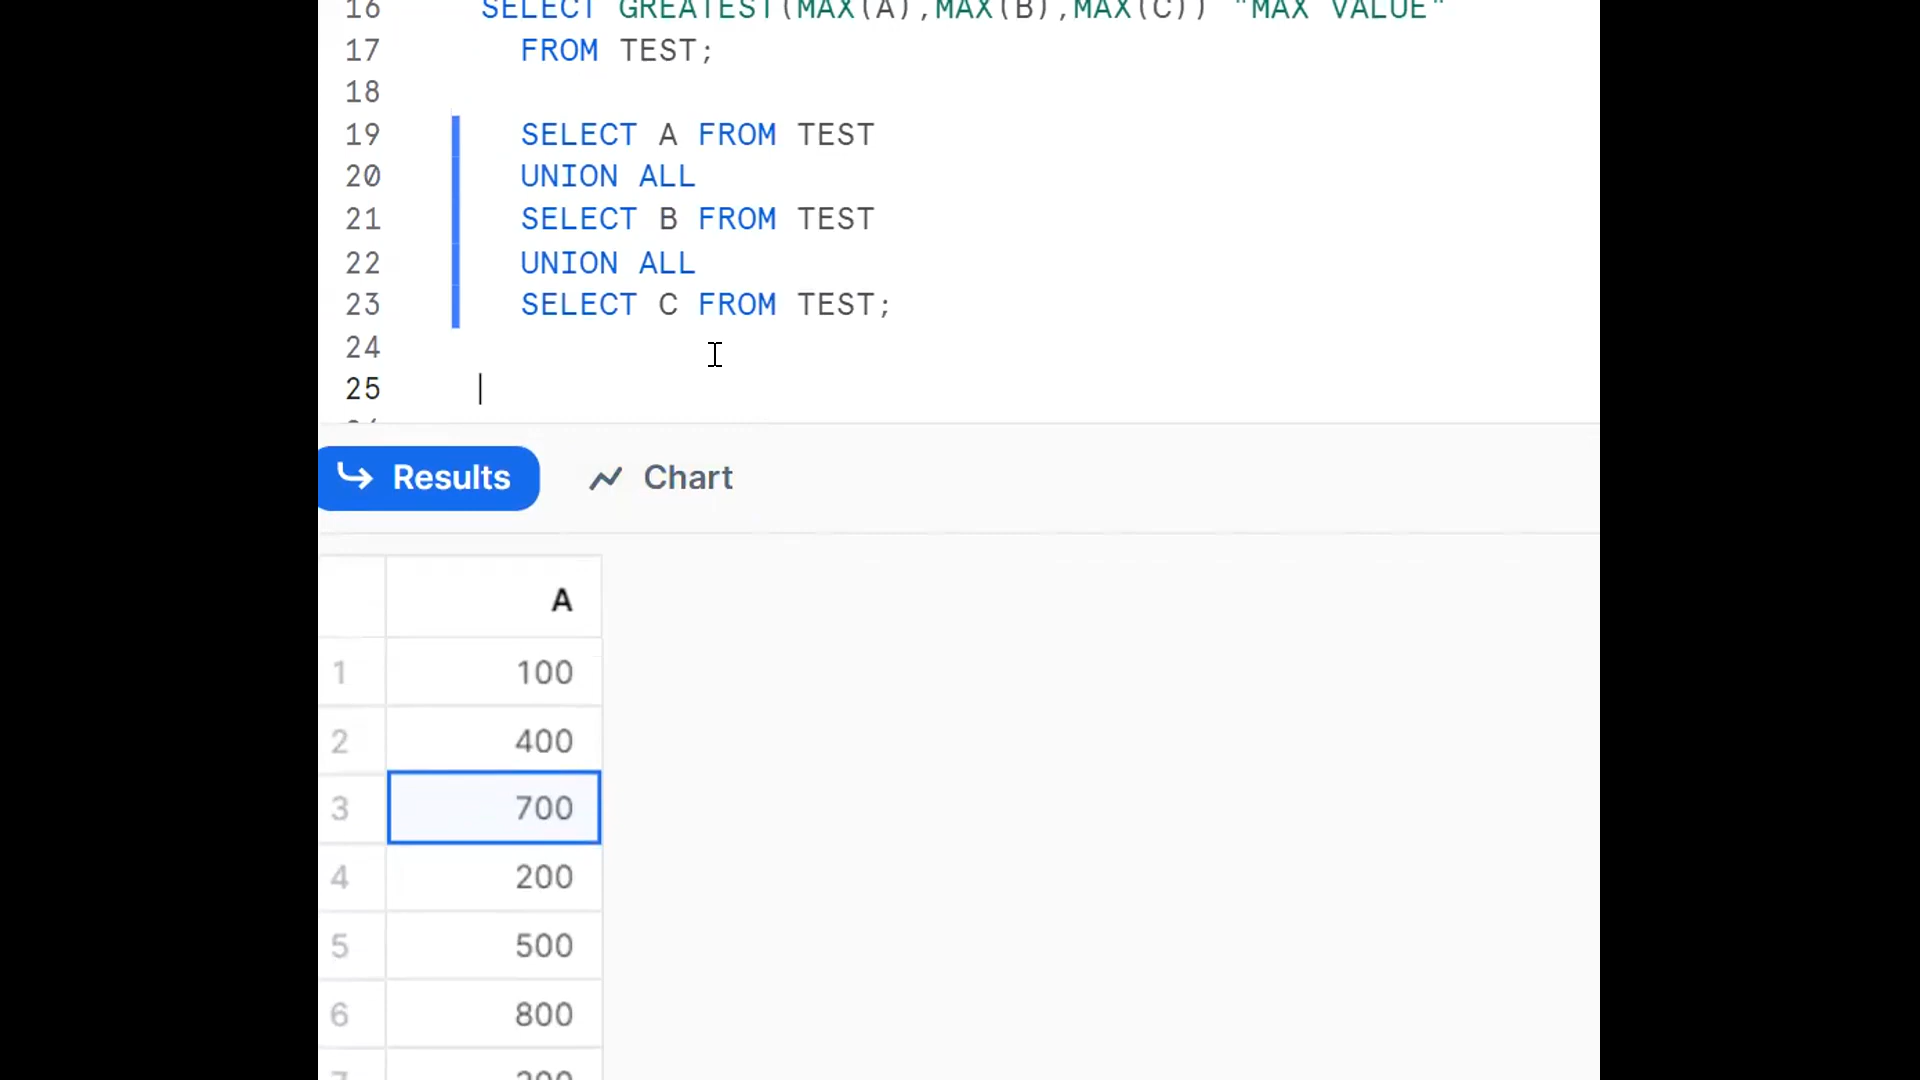 16 SELECT GREATEST(MAX(A),MAX(B),MAX(C)) "MAX VALUE"
17 FROM TEST;
18
19 SELECT A FROM TEST
20 UNION ALL
21 SELECT B FROM TEST
22 UNION ALL
23 SELECT C FROM TEST;
24
25
Results Chart
A
1 100
2 400
3 700
4 200
5 500
6 800